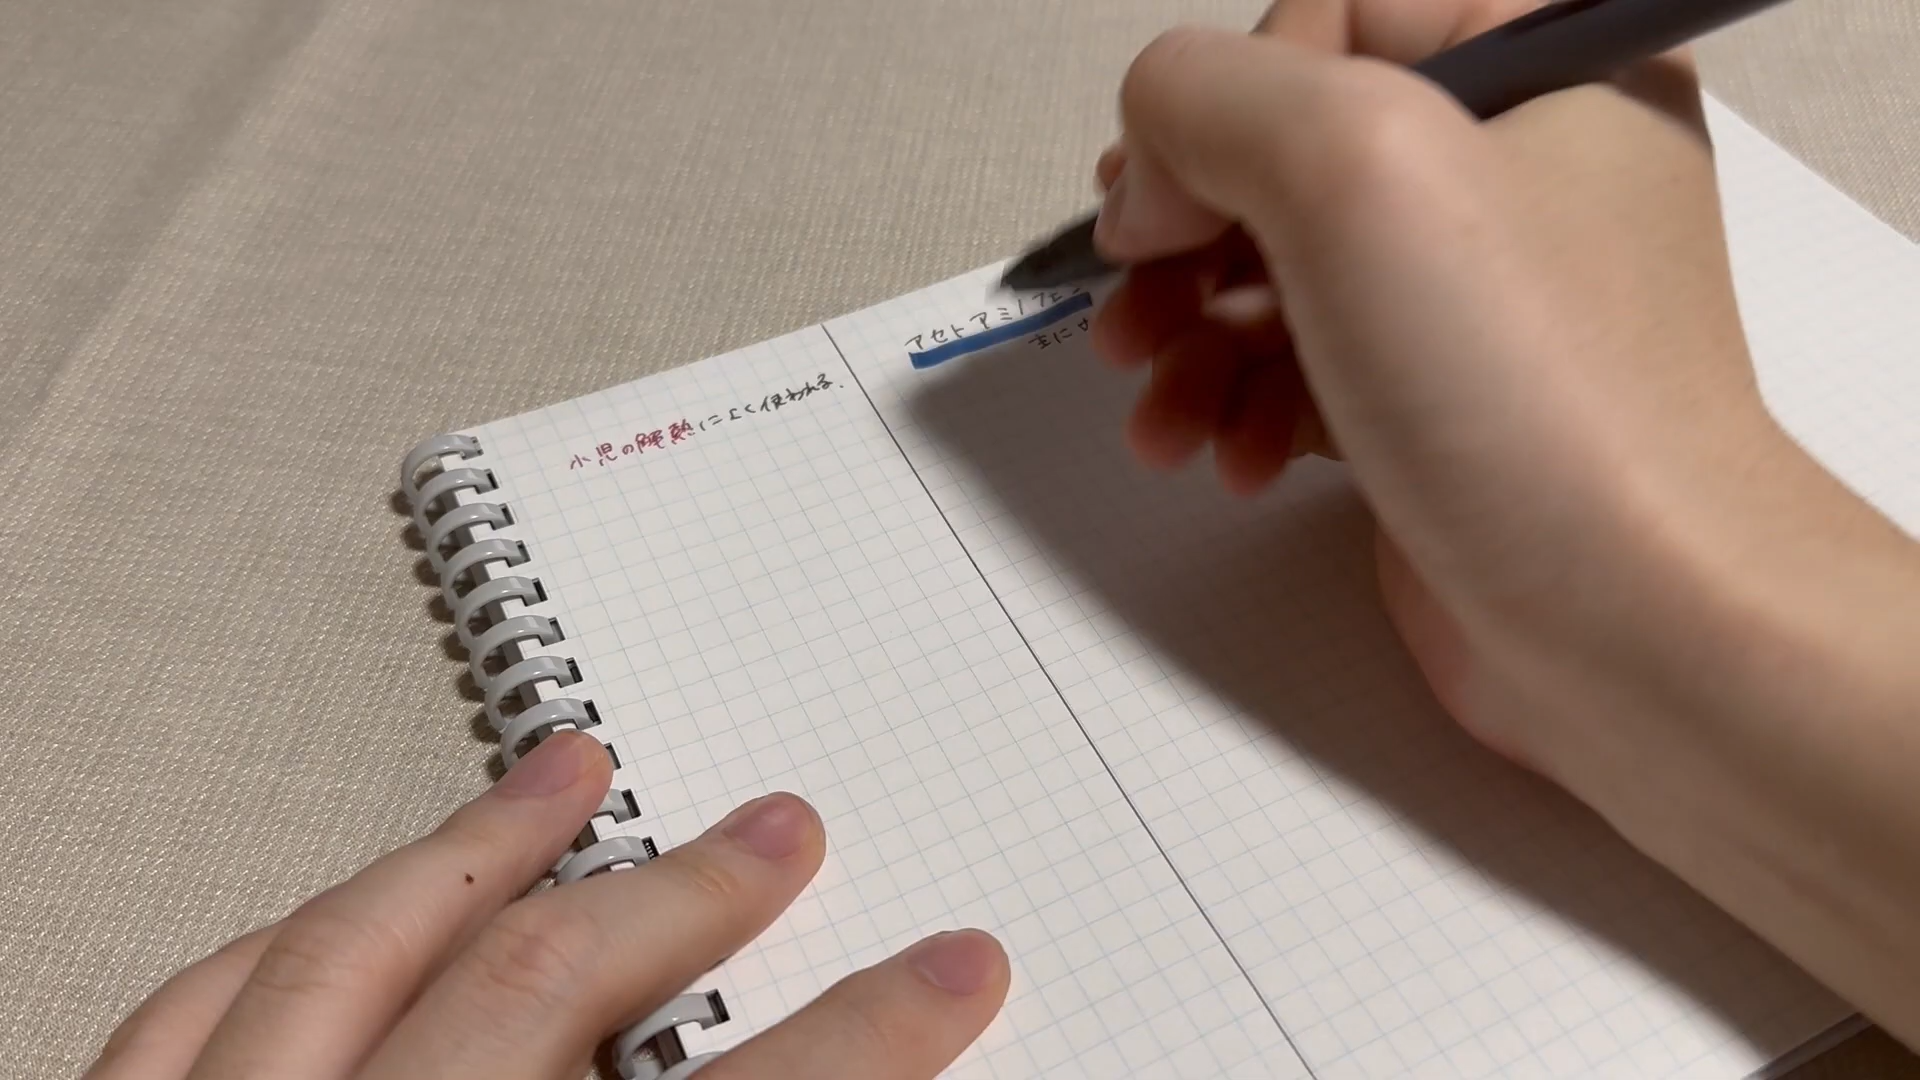 アセトアミノフェン
主に
小児の解熱によく使われる.